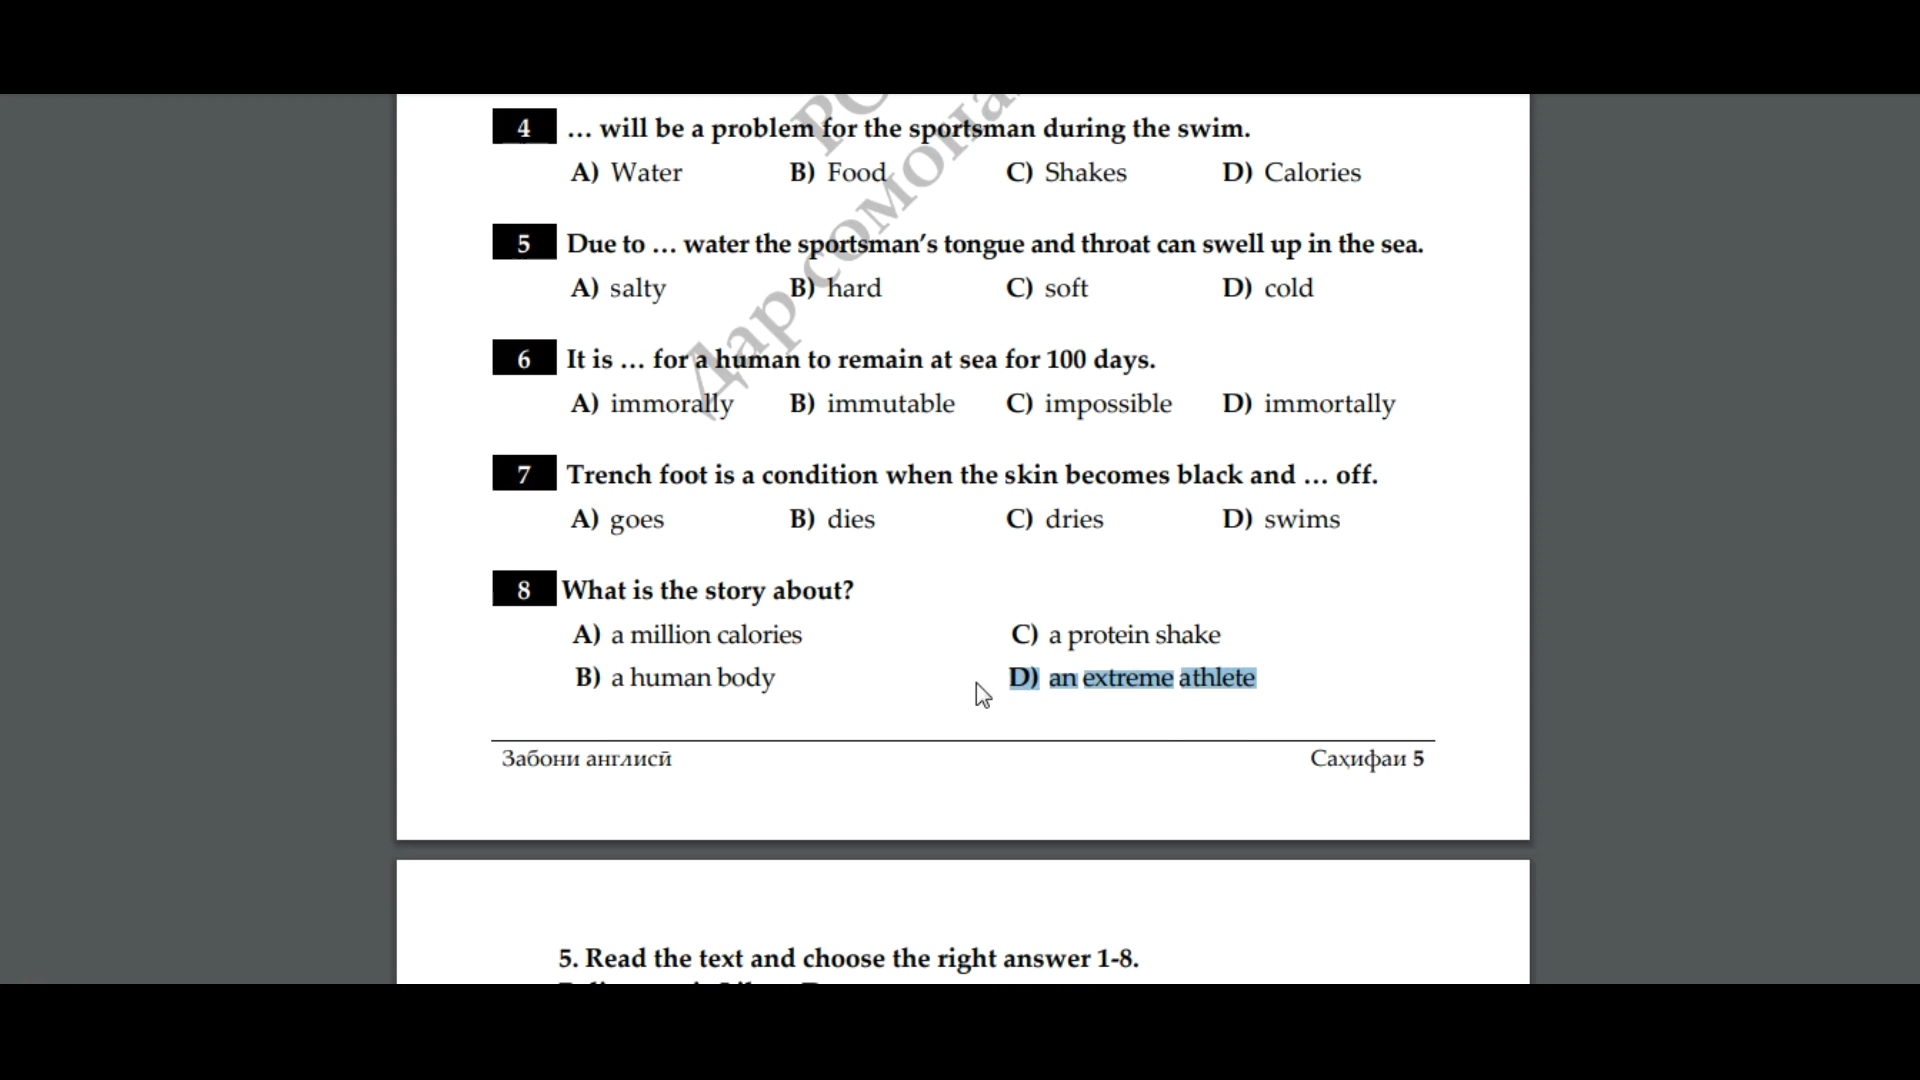 4 … will be a problem for the sportsman during the swim.
A) Water B) Food C) Shakes D) Calories
5 Due to … water the sportsman’s tongue and throat can swell up in the sea.
A) salty B) hard C) soft D) cold
6 It is … for a human to remain at sea for 100 days.
A) immorally B) immutable C) impossible D) immortally
7 Trench foot is a condition when the skin becomes black and … off.
A) goes B) dies C) dries D) swims
8 What is the story about?
A) a million calories C) a protein shake
B) a human body D) an extreme athlete
Забони англисӣ Саҳифаи 5
5. Read the text and choose the right answer 1-8.
Дар